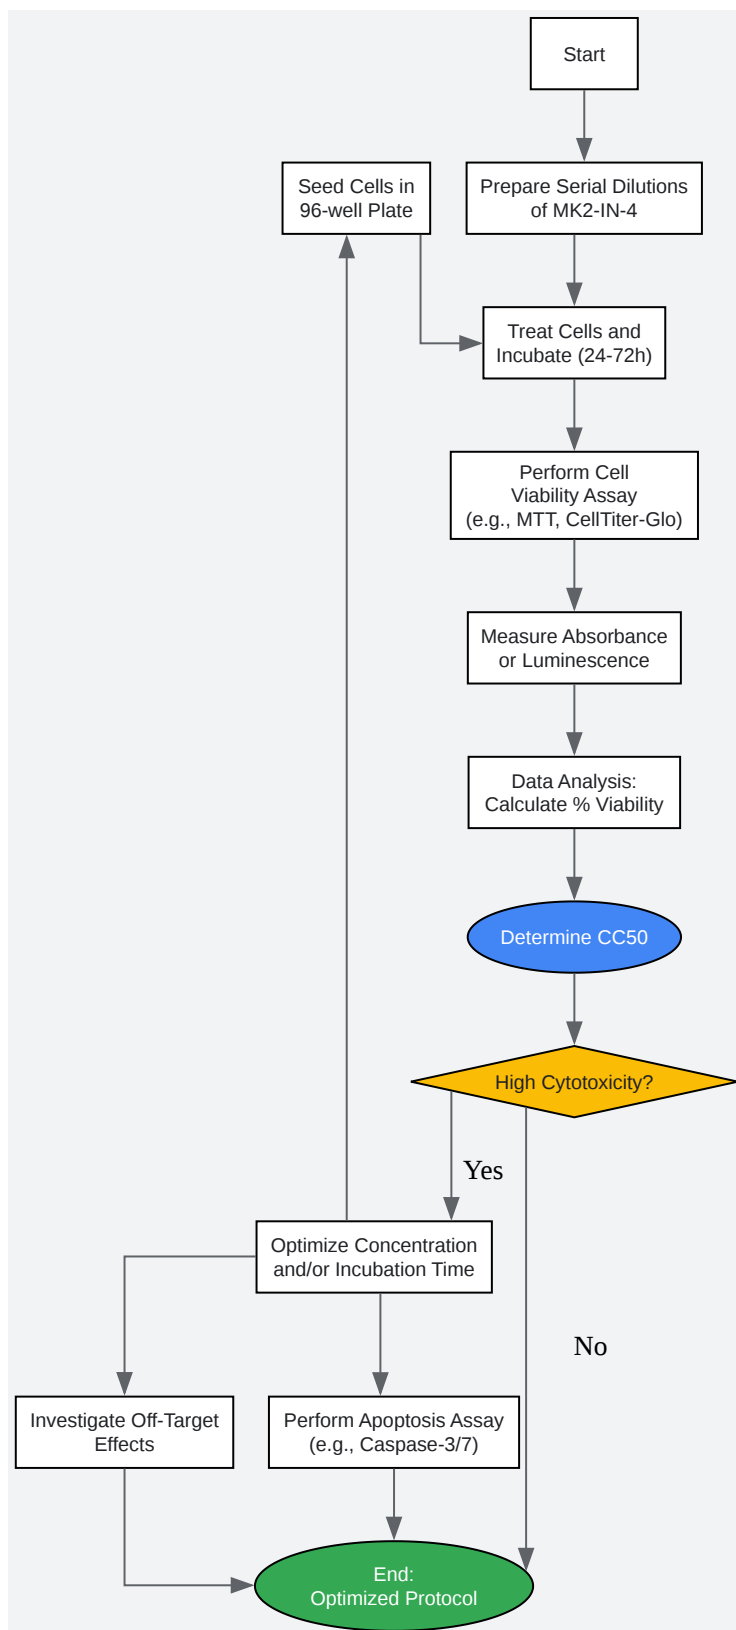 Start
Seed Cells in
96-well Plate
Prepare Serial Dilutions
of MK2-IN-4
Treat Cells and
Incubate (24-72h)
Perform Cell
Viability Assay
(e.g., MTT, CellTiter-Glo)
Measure Absorbance
or Luminescence
Data Analysis:
Calculate % Viability
Determine CC50
High Cytotoxicity?
Yes
Optimize Concentration
and/or Incubation Time
No
Investigate Off-Target
Effects
Perform Apoptosis Assay
(e.g., Caspase-3/7)
End:
Optimized Protocol